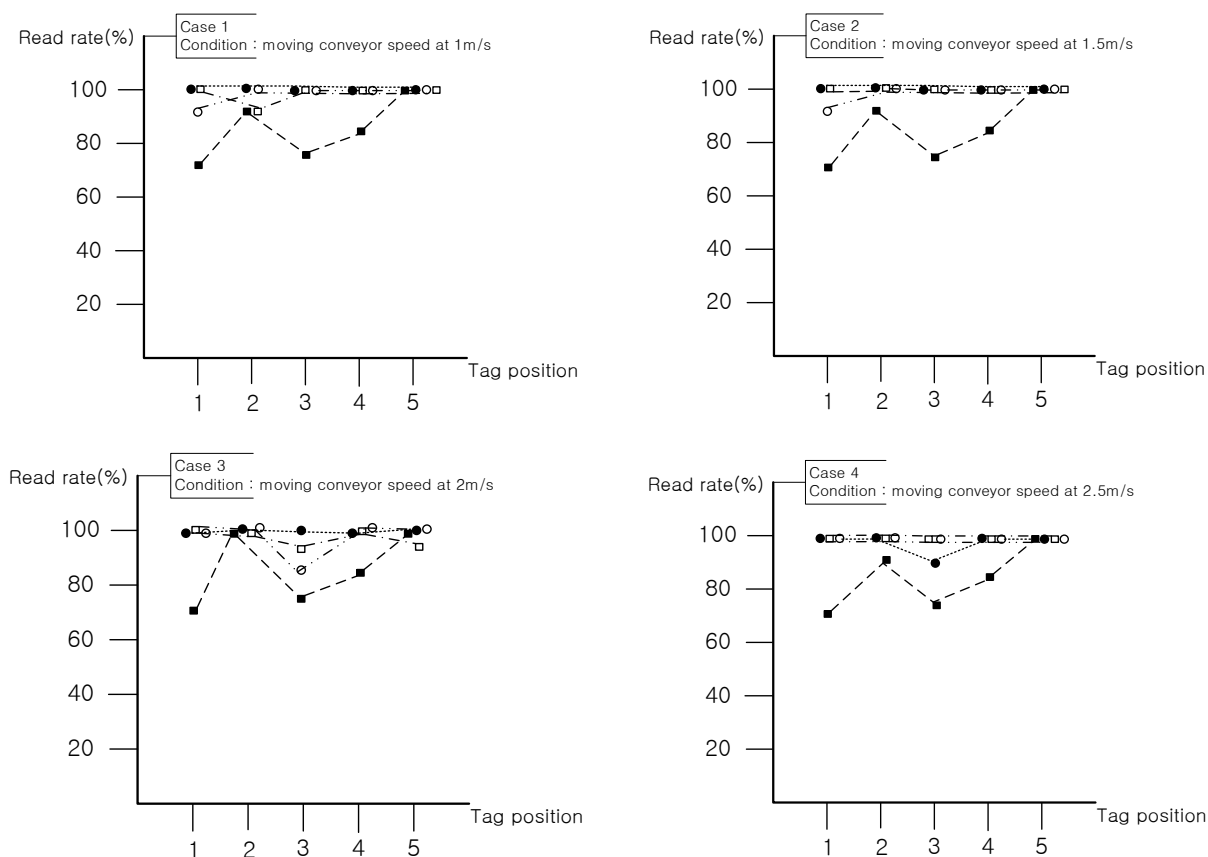 Case 1
Read rate(%)
Condition : moving conveyor speed at 1m/s
100
80
60
40
20
Tag position
1 2 3 4 5
Case 2
Read rate(%)
Condition : moving conveyor speed at 1.5m/s
100
80
60
40
20
Tag position
1 2 3 4 5
Case 3
Read rate(%)
Condition : moving conveyor speed at 2m/s
100
80
60
40
20
Tag position
1 2 3 4 5
Case 4
Read rate(%)
Condition : moving conveyor speed at 2.5m/s
100
80
60
40
20
Tag position
1 2 3 4 5